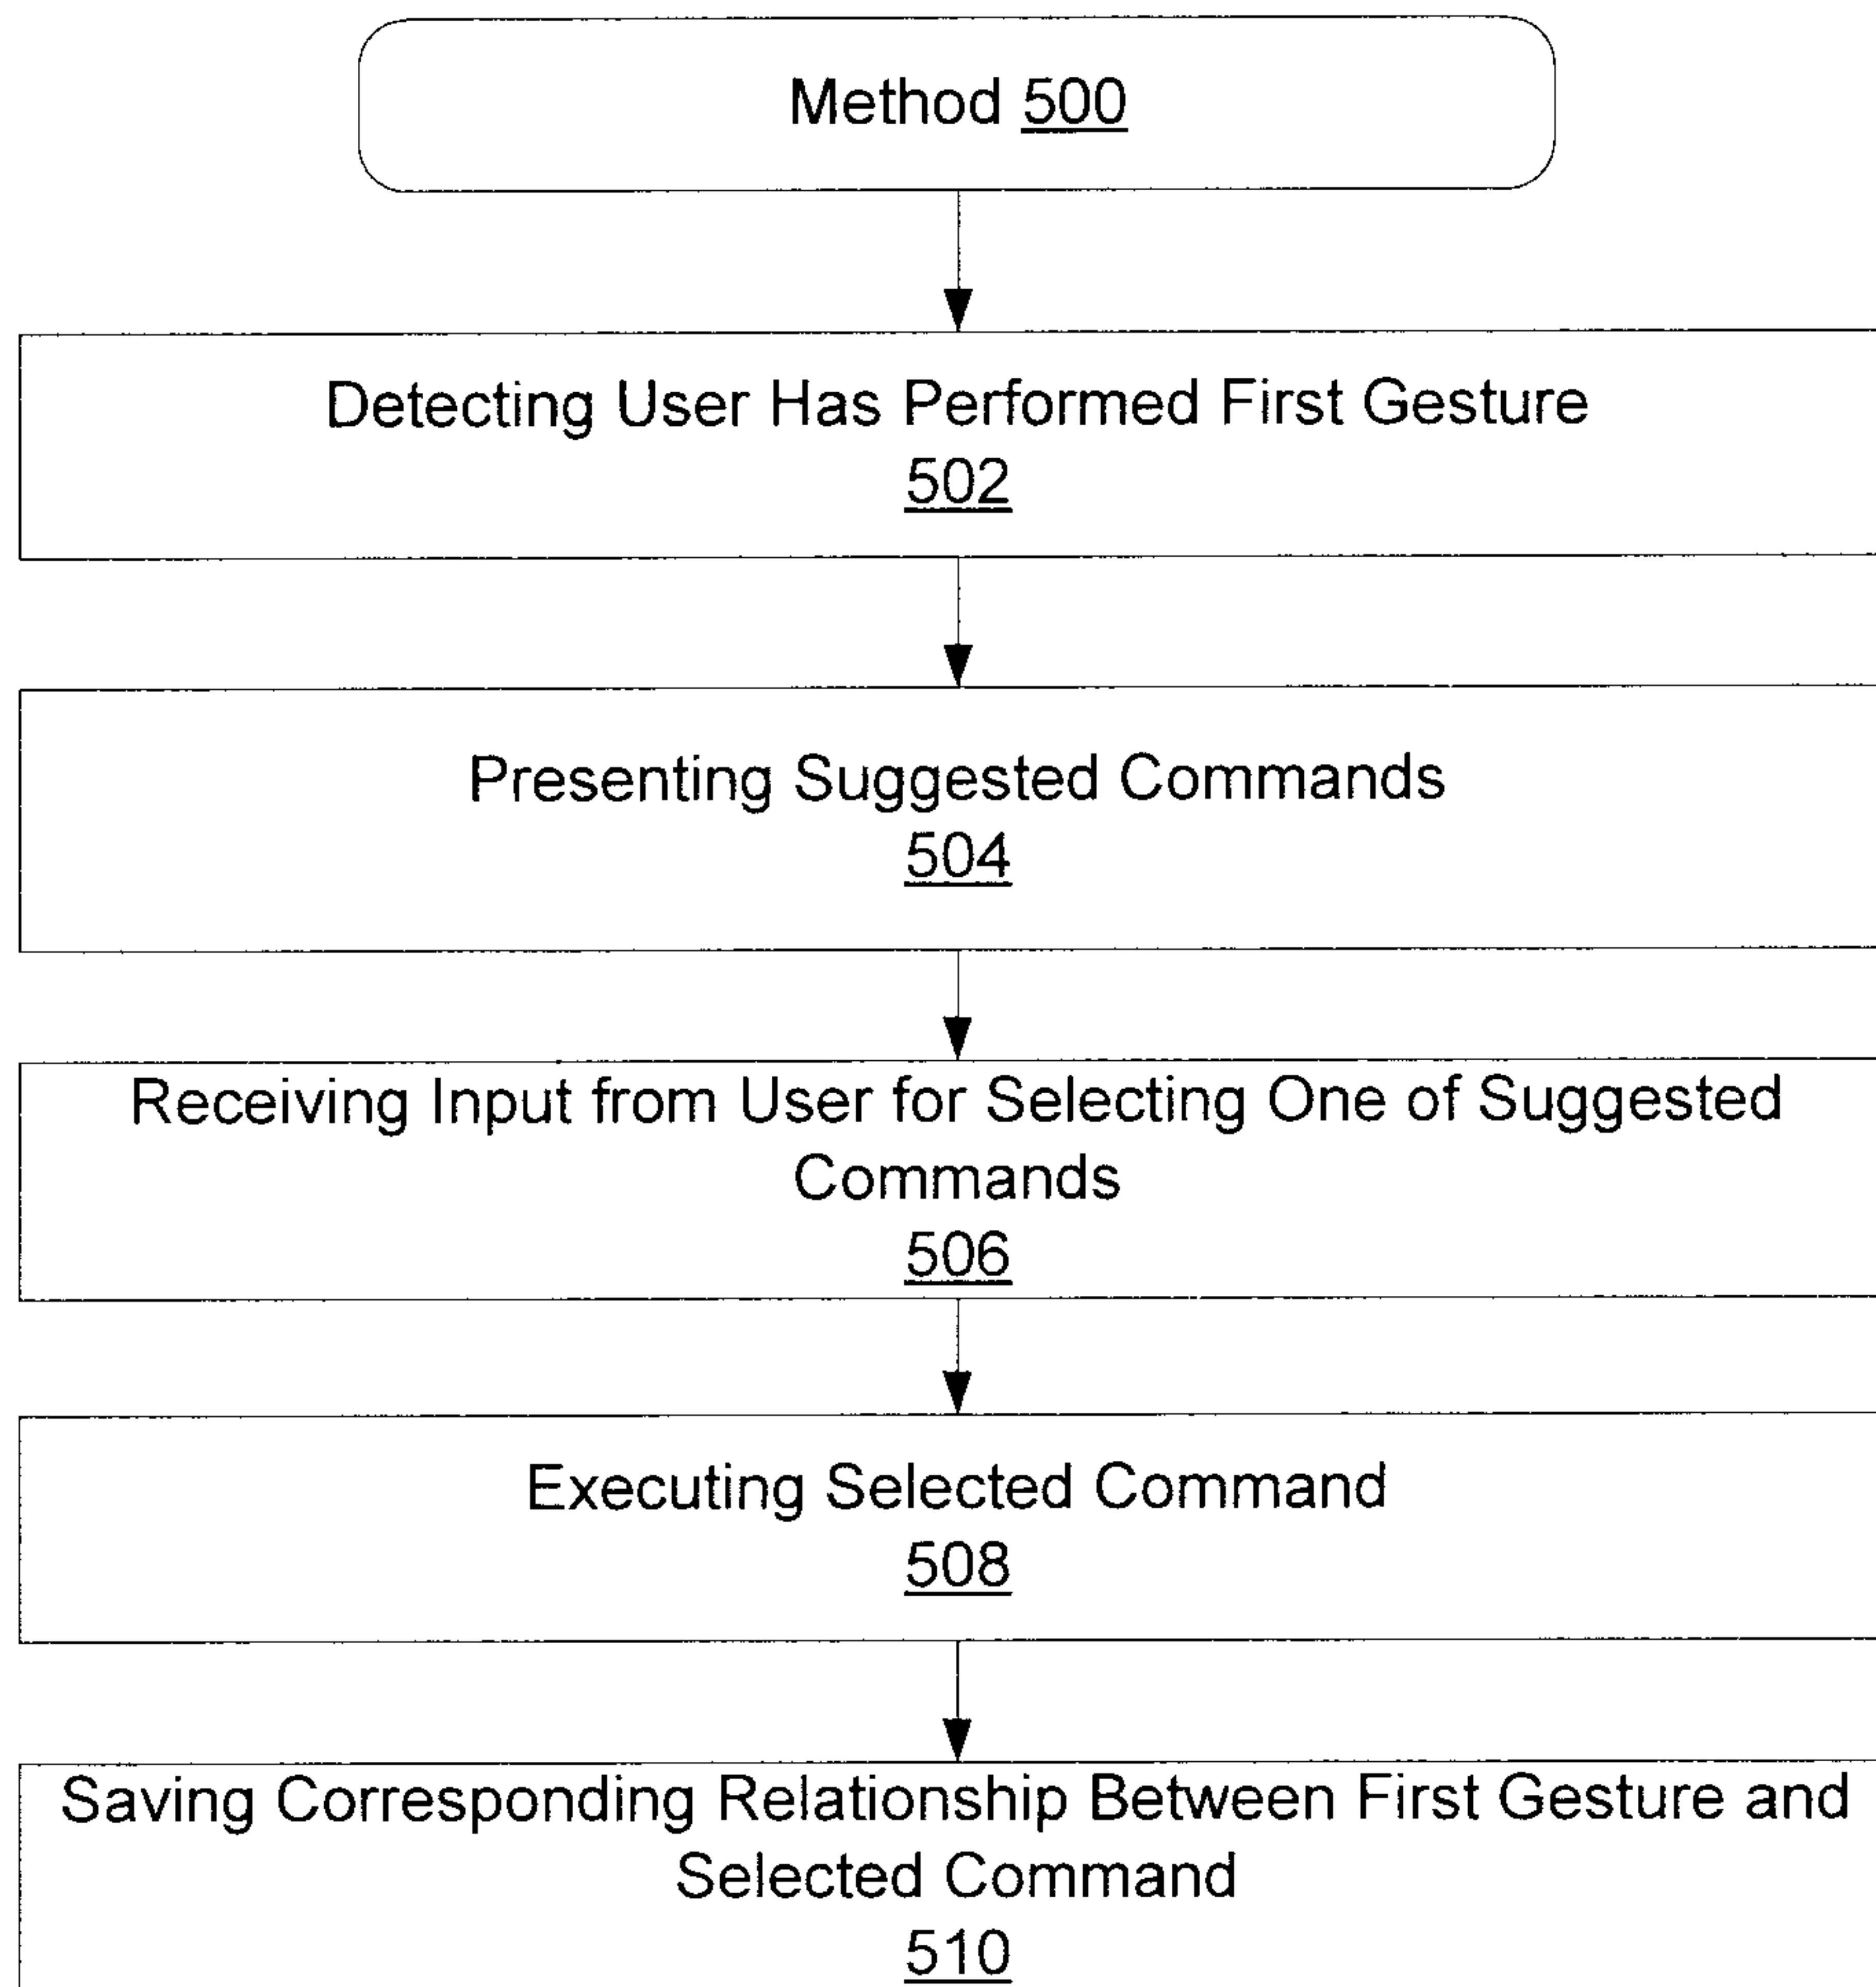 Method 500
Detecting User Has Performed First Gesture
502
Presenting Suggested Commands
504
Receiving Input from User for Selecting One of Suggested
Commands
506
Executing Selected Command
508
Saving Corresponding Relationship Between First Gesture and
Selected Command
510